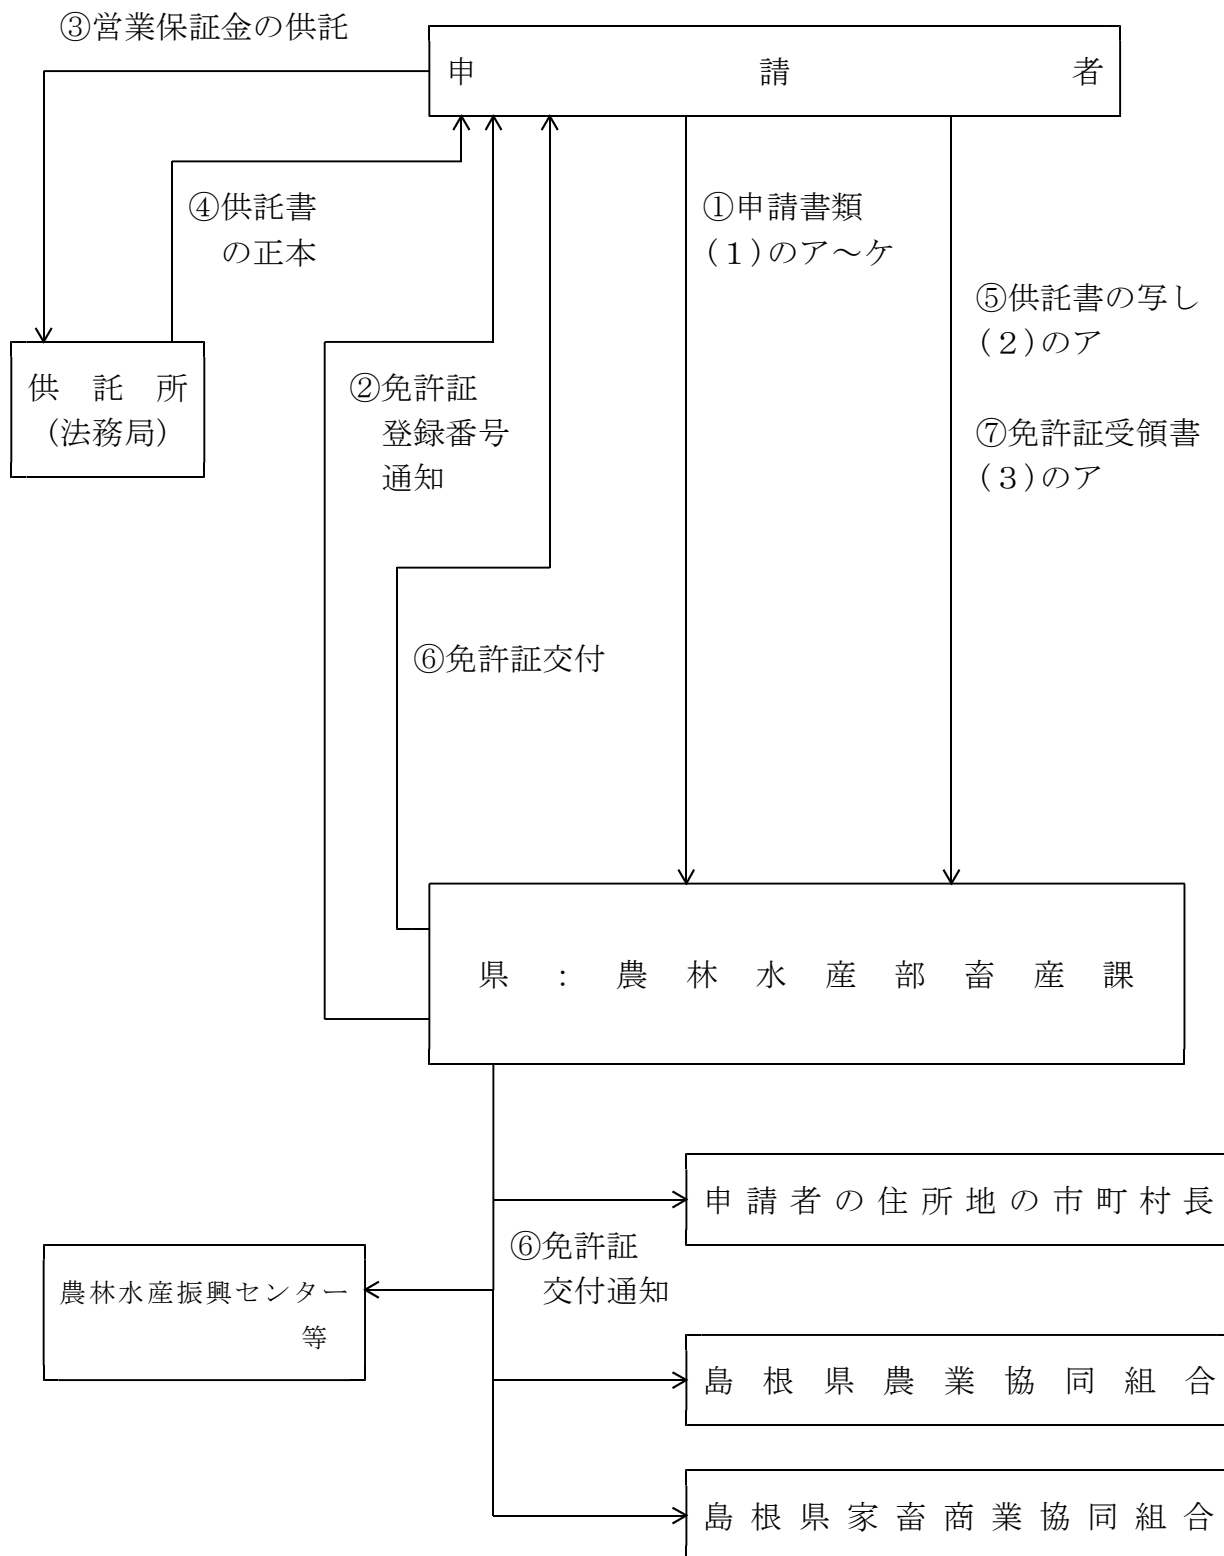 ③営業保証金の供託
申請者
④供託書
の正本
①申請書類
(１)のア～ケ
⑤供託書の写し
(２)のア
供託所
(法務局)
②免許証
登録番号
通知
⑦免許証受領書
(３)のア
⑥免許証交付
県：農林水産部畜産課
申請者の住所地の市町村長
⑥免許証
交付通知
農林水産振興センター
等
島根県農業協同組合
島根県家畜商業協同組合